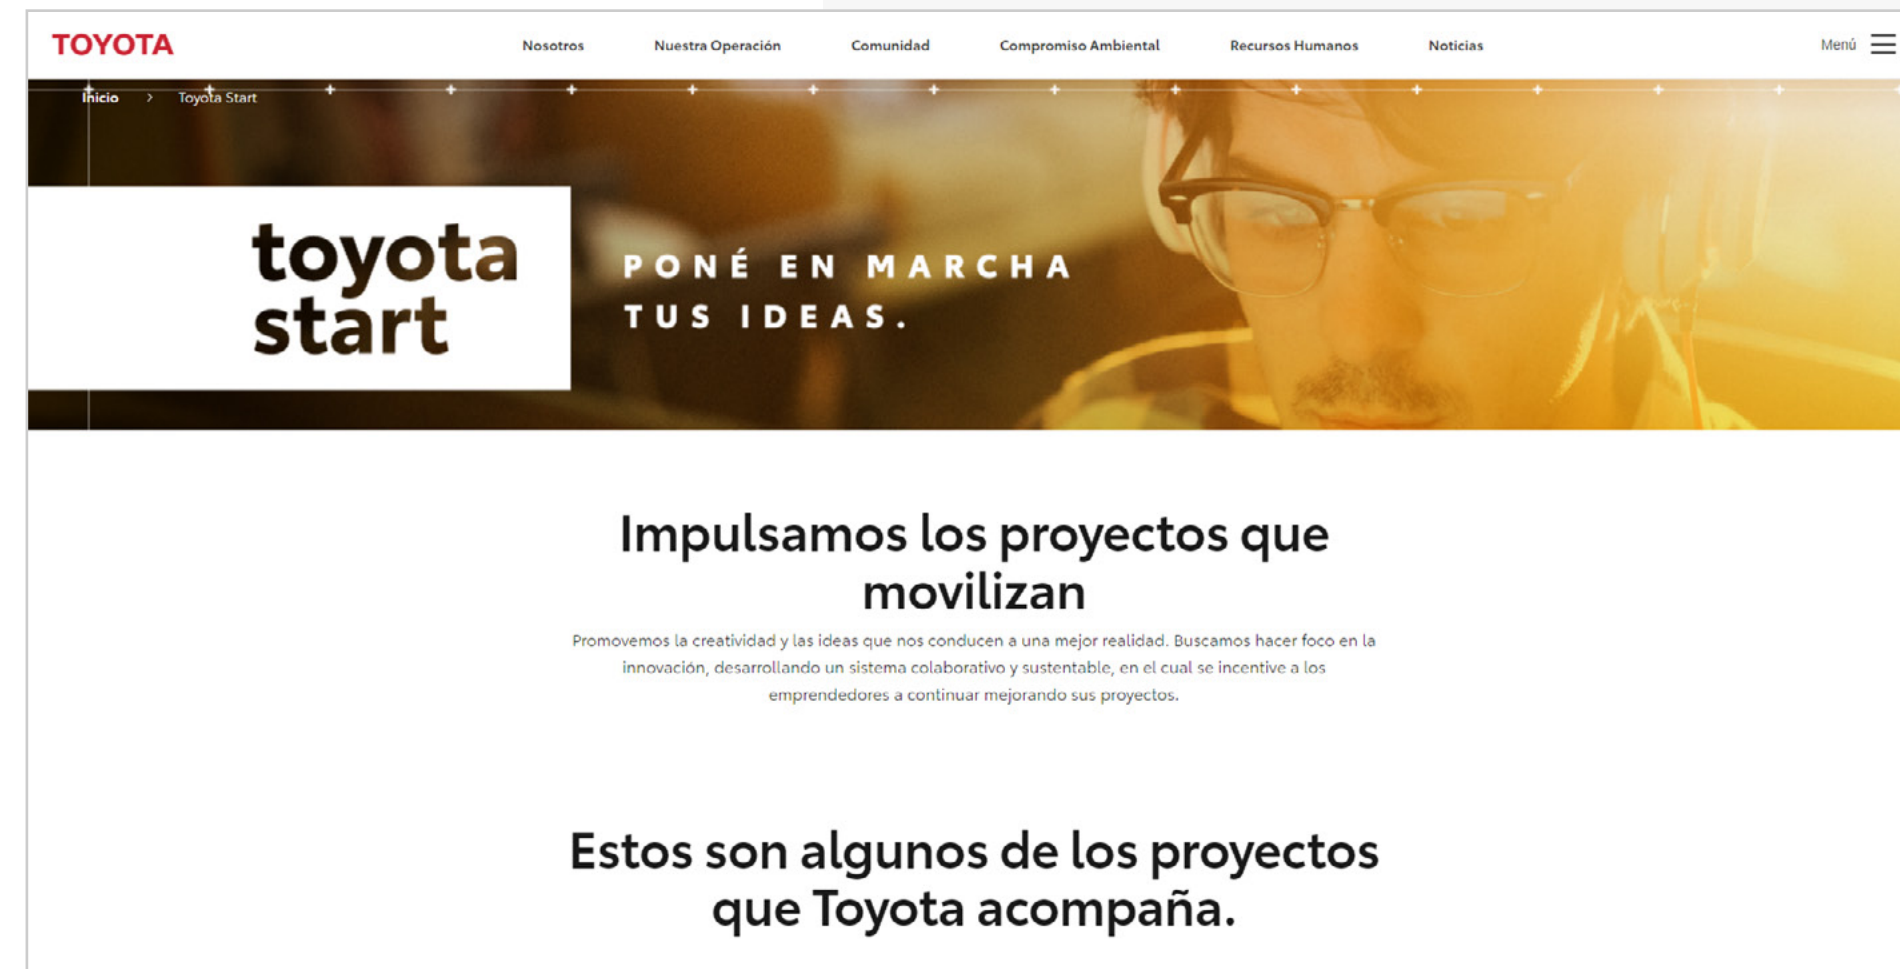 TOYOTA
Nosotros
Nuestra Operación
Comunidad
Compromiso Ambiental
Recursos Humanos
Noticias
Menú
Inicio > Toyota Start
toyota
start
PONÉ EN MARCHA
TUS IDEAS.
Impulsamos los proyectos que
movilizan
Promovemos la creatividad y las ideas que nos conducen a una mejor realidad. Buscamos hacer foco en la
innovación, desarrollando un sistema colaborativo y sustentable, en el cual se incentive a los
emprendedores a continuar mejorando sus proyectos.
Estos son algunos de los proyectos
que Toyota acompaña.